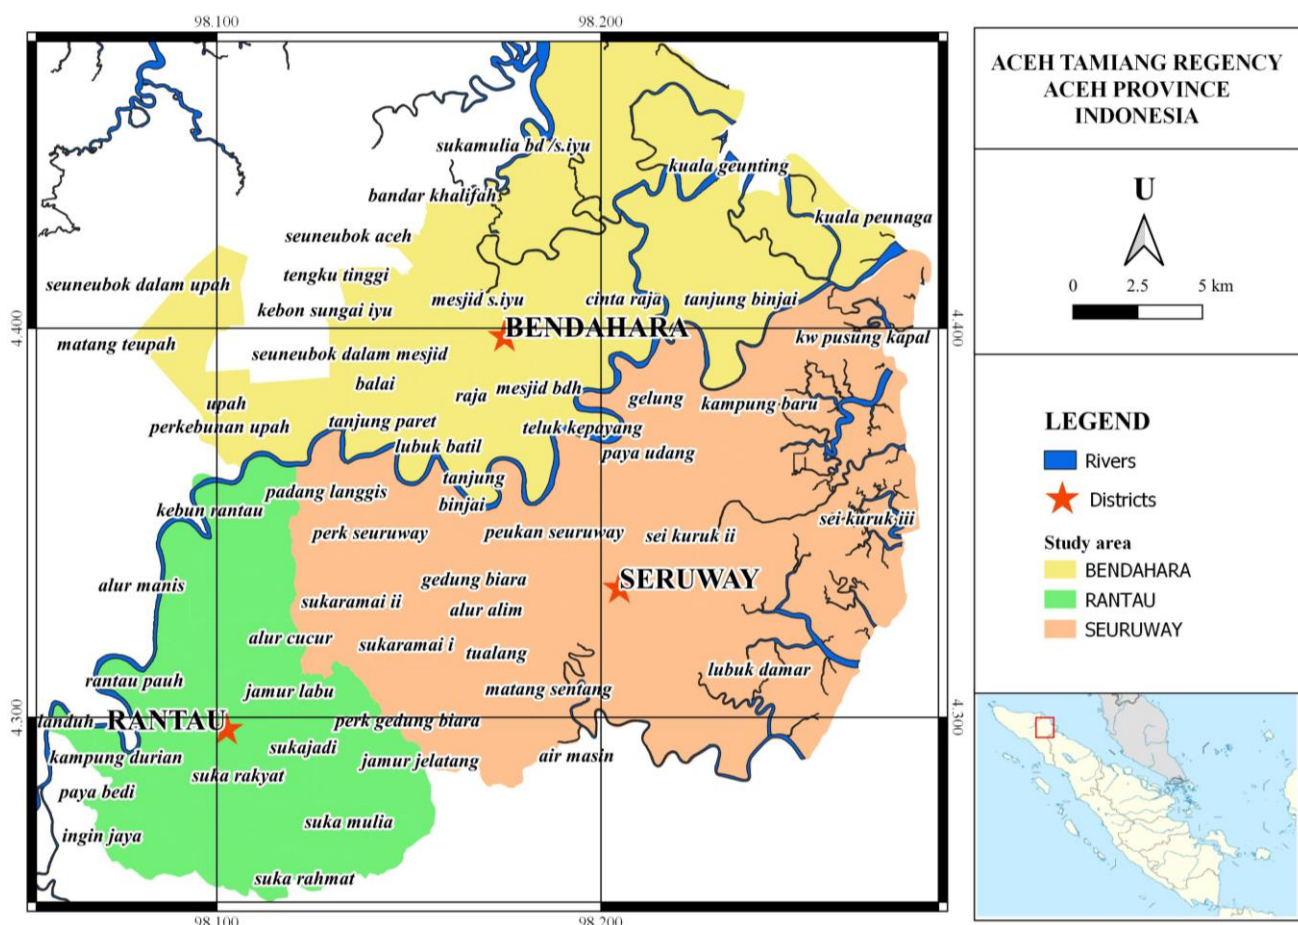 98.100
98.200
ACEH TAMIANG REGENCY
ACEH PROVINCE
INDONESIA
sukamulia bd /s.iyu
kuala geunting
bandar khalifah
kuala peunaga
seuneubok aceh
tengku tinggi
seuneubok dalam upah
kebon sungai iyu
mesjid s.iyu
cinta raja
tanjung binjai
4.400
BENDAHARA
4.400
matang teupah
kw pusung kapal
seuneubok dalam mesjid
balai
raja
mesjid bdh
gelung
kampung baru
upah
perkebunan upah
tanjung paret
teluk kepayang
lubuk batil
paya udang
tanjung
binjai
padang langgis
kebun rantau
perk seuruway
peukan seuruway
sei kuruk ii
sei kuruk iii
alur manis
gedung biara
SERUWAY
sukaramai ii
alur alim
alur cucur
sukaramai i
tualang
rantau pauh
jamur labu
matang sentang
lubuk damar
4.300
landuh
RANTAU
perk gedung biara
4.300
kampung durian
sukajadi
suka rakyat
jamur jelatang
air masin
paya bedi
ingin jaya
suka mulia
suka rahmat
98.100
98.200
U
0
2.5
5 km
LEGEND
Rivers
Districts
Study area
BENDAHARA
RANTAU
SEURUWAY